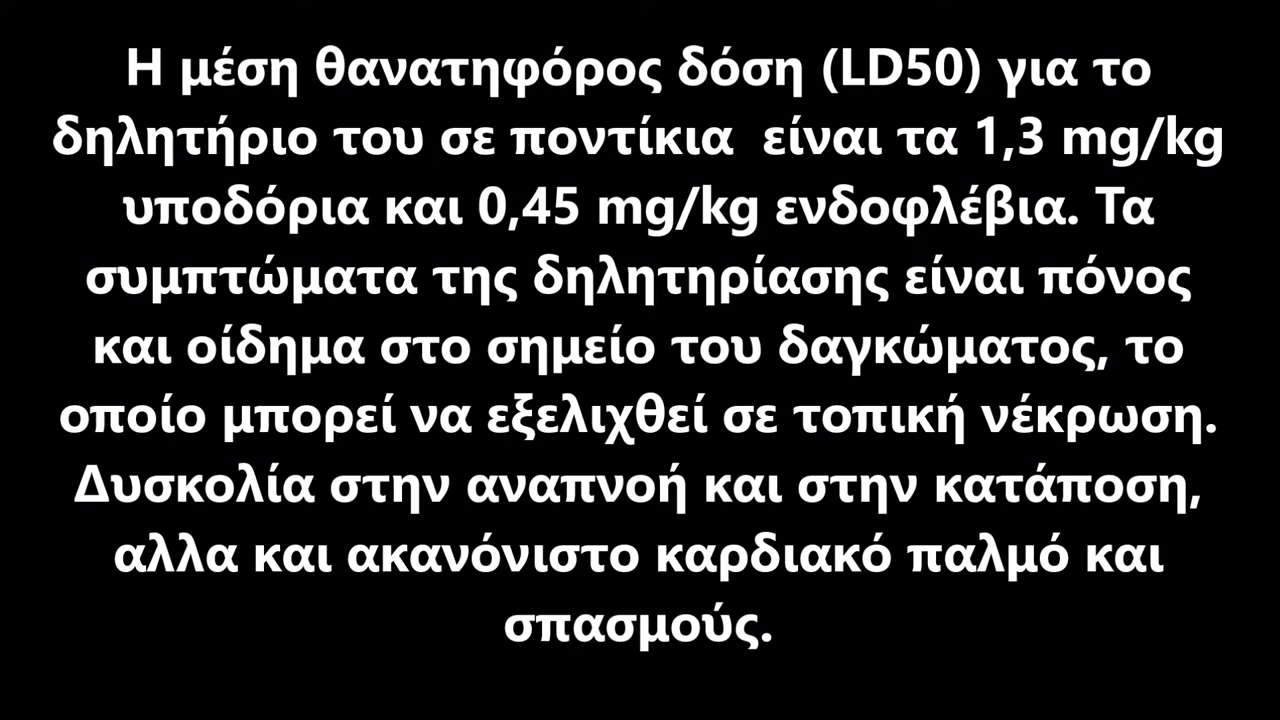 Η μέση θανατηφόρος δόση (LD50) για το
δηλητήριο του σε ποντίκια  είναι τα 1,3 mg/kg
υποδόρια και 0,45 mg/kg ενδοφλέβια. Τα
συμπτώματα της δηλητηρίασης είναι πόνος
και οίδημα στο σημείο του δαγκώματος, το
οποίο μπορεί να εξελιχθεί σε τοπική νέκρωση.
Δυσκολία στην αναπνοή και στην κατάποση,
αλλα και ακανόνιστο καρδιακό παλμό και
σπασμούς.